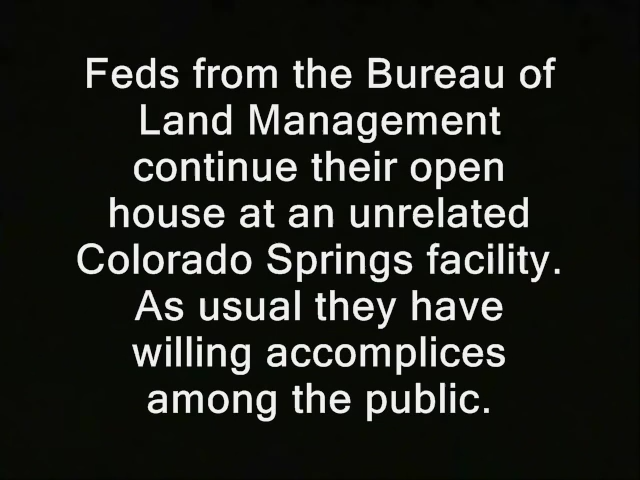 Feds from the Bureau of
Land Management
continue their open
house at an unrelated
Colorado Springs facility.
As usual they have
willing accomplices
among the public.